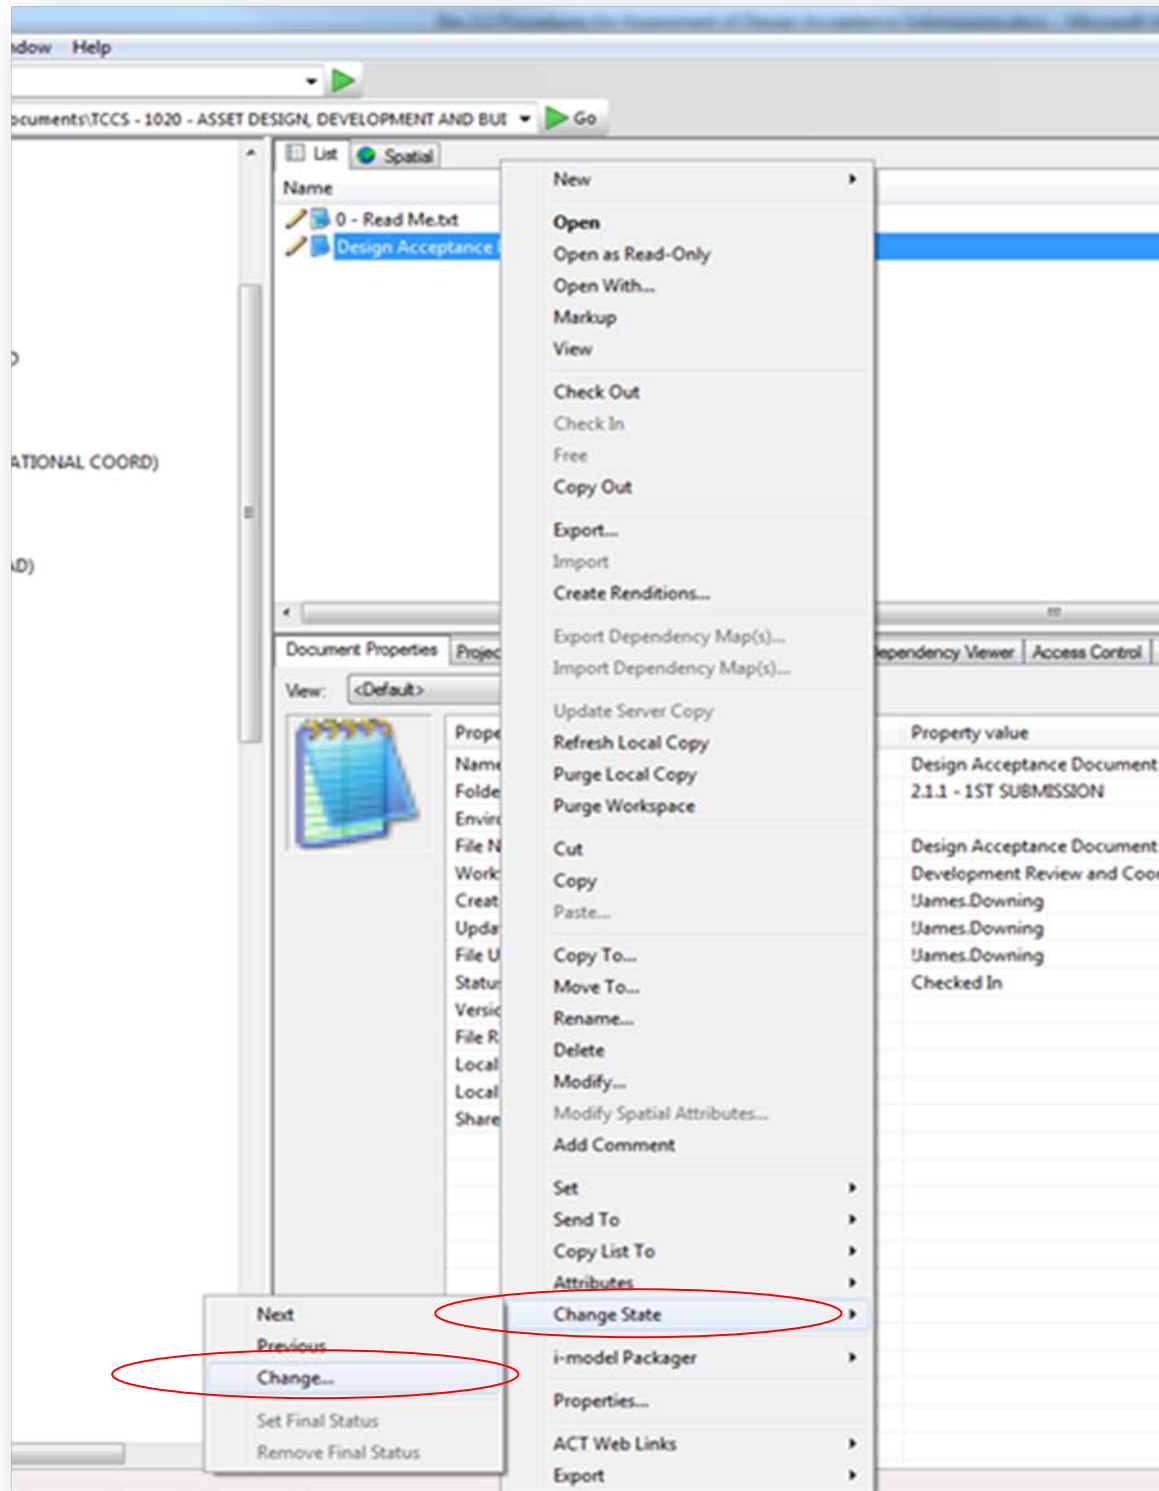 ndow Help
ocuments\TCCS - 1020 - ASSET DESIGN, DEVELOPMENT AND BUI Go
List Spatial
Name
0 - Read Me.txt
Design Acceptance
ATIONAL COORD)
AD)
New
Open
Open as Read-Only
Open With...
Markup
View
Check Out
Check In
Free
Copy Out
Export...
Import
Create Renditions...
Export Dependency Map(s)...
Import Dependency Map(s)...
Update Server Copy
Refresh Local Copy
Purge Local Copy
Purge Workspace
Cut
Copy
Paste...
Copy To...
Move To...
Rename...
Delete
Modify...
Modify Spatial Attributes...
Add Comment
Set
Send To
Copy List To
Attributes
Change State
i-model Packager
Properties...
ACT Web Links
Export
Next
Previous
Change...
Set Final Status
Remove Final Status
Document Properties Projec ependency Viewer Access Control
View: <Default>
Prope Property value
Name Design Acceptance Document
Folde 2.1.1 - 1ST SUBMISSION
Enviro
File N Design Acceptance Document
Work Development Review and Coor
Creat !James.Downing
Upda !James.Downing
File U !James.Downing
Status Checked In
Versio
File R
Local
Local
Share